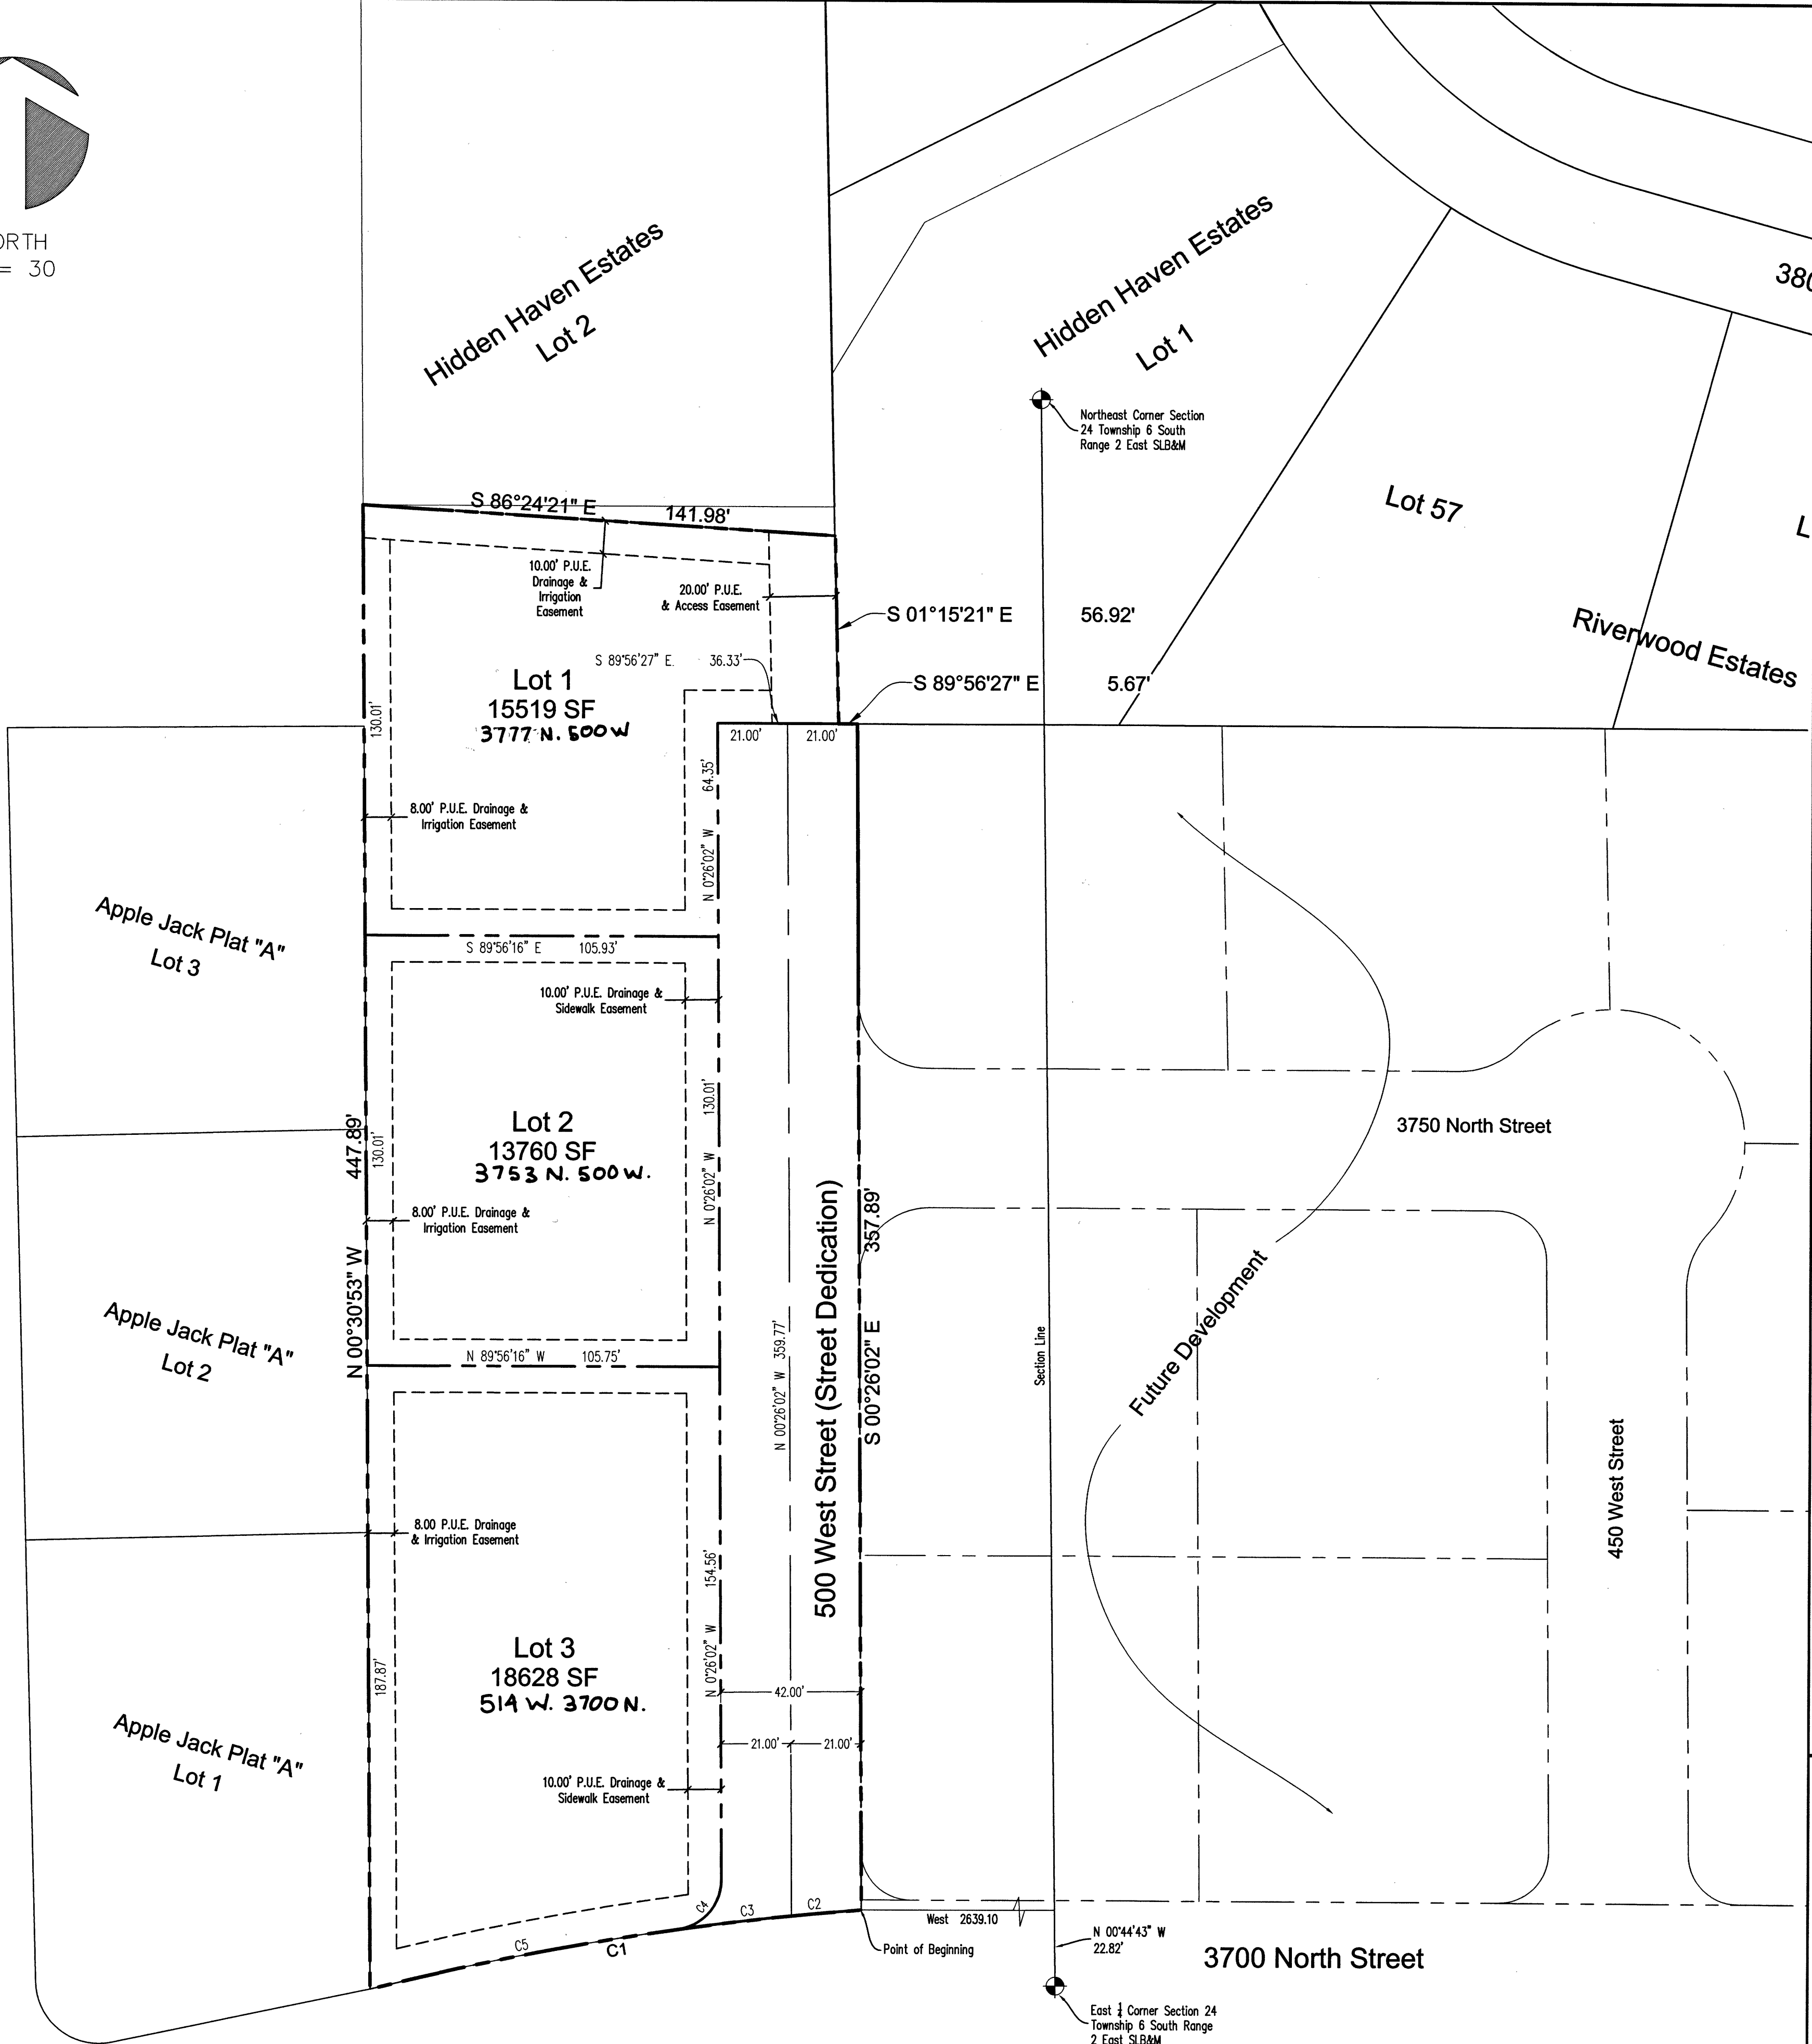 ORTH
= 30
Hidden Haven Estates
Lot 2
Hidden Haven Estates
Lot 1
380
Northeast Corner Section
24 Township 6 South
Range 2 East SLB&M
Lot 57
L
Riverwood Estates
S 86°24'21" E 141.98'
10.00' P.U.E.
Drainage &
Irrigation
Easement
20.00' P.U.E.
& Access Easement
S 01°15'21" E 56.92'
S 89°56'27" E. 36.33'
S 89°56'27" E 5.67'
Lot 1
15519 SF
3777 N. 500 W
130.01'
21.00'
21.00'
64.35'
N 0°26'02" W
8.00' P.U.E. Drainage &
Irrigation Easement
Apple Jack Plat "A"
Lot 3
S 89°56'16" E 105.93'
10.00' P.U.E. Drainage &
Sidewalk Easement
Lot 2
13760 SF
3753 N. 500 W.
130.01'
N 0°26'02" W 130.01'
8.00' P.U.E. Drainage &
Irrigation Easement
N 00°30'53" W 447.89'
3750 North Street
Apple Jack Plat "A"
Lot 2
N 89°56'16" W 105.75'
N 00°26'02" W 359.77'
500 West Street (Street Dedication)
S 00°26'02" E 357.89'
Section Line
Future Development
450 West Street
8.00 P.U.E. Drainage
& Irrigation Easement
Lot 3
18628 SF
514 W. 3700 N.
187.87'
N 0°26'02" W 154.56'
42.00'
21.00'
21.00'
Apple Jack Plat "A"
Lot 1
10.00' P.U.E. Drainage &
Sidewalk Easement
C4
C3
C2
C5
C1
West 2639.10
Point of Beginning
N 00°44'43" W
22.82'
3700 North Street
East ¼ Corner Section 24
Township 6 South Range
2 East SLB&M